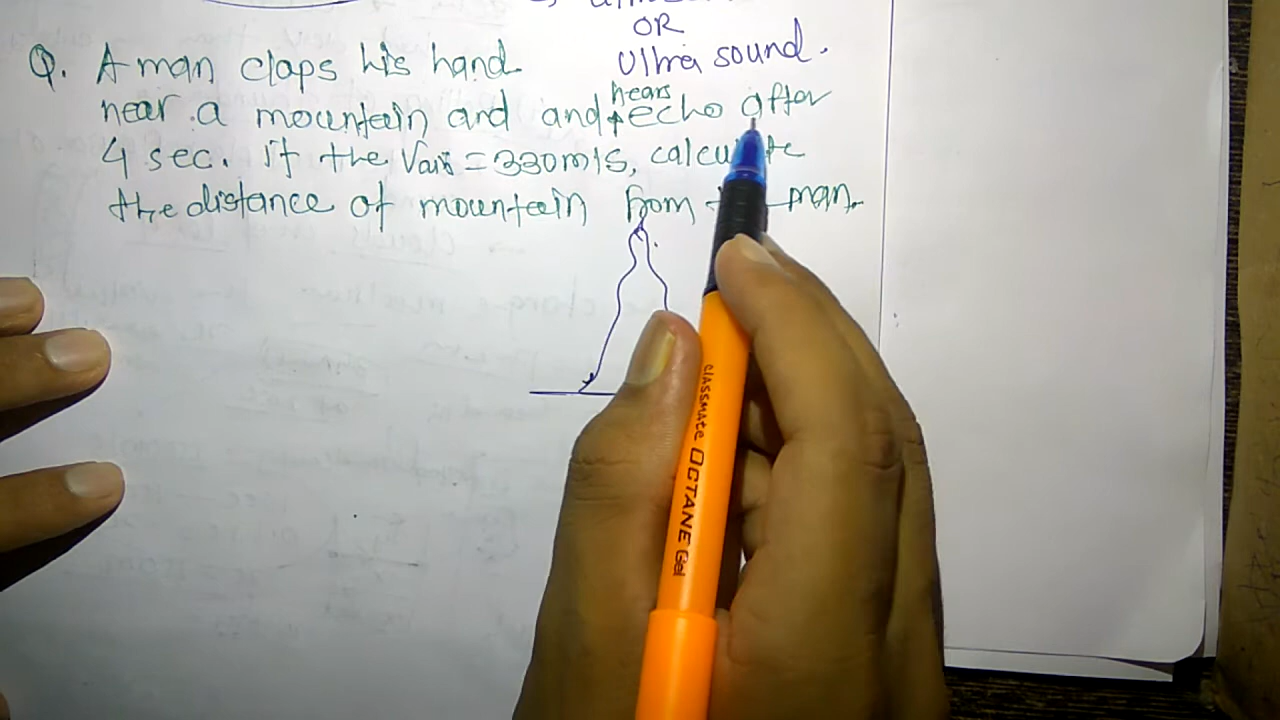 OR
Ultra sound.
Q. A man claps his hand
near a mountain and and hears echo after
4 sec. If the Vair = 330m/s,
the distance of mountain from man.
classmate OCTANE Gel